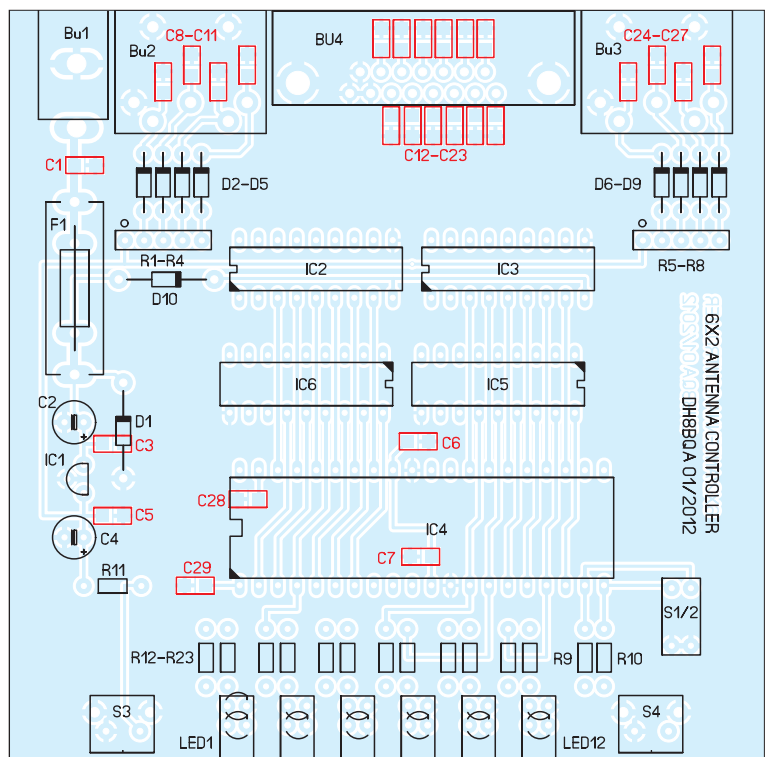 Bu1
Bu2
C8-C11
BU4
Bu3
C24-C27
C12-C23
C1
D2-D5
D6-D9
F1
R1-R4
D10
IC2
IC3
R5-R8
IC6
IC5
C2
D1
C3
C6
IC1
C28
C5
C4
IC4
C7
R11
C29
S1/2
6X2 ANTENNA CONTROLLER
DH8BQA 01/2012
R12-R23
R9
R10
S3
LED1
LED12
S4